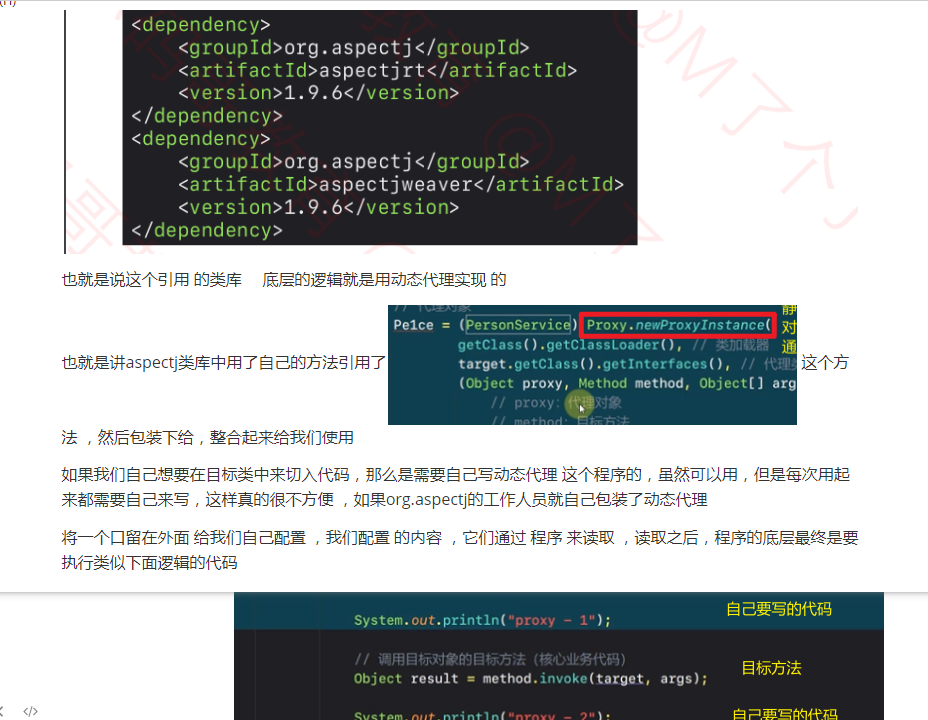 <dependency>
<groupId>org.aspectj</groupId>
<artifactId>aspectjrt</artifactId>
<version>1.9.6</version>
</dependency>
<dependency>
<groupId>org.aspectj</groupId>
<artifactId>aspectjweaver</artifactId>
<version>1.9.6</version>
</dependency>
@M了个
也就是说这个引用 的类库 底层的逻辑就是用动态代理实现 的
// 代理对象
Pe1ce = (PersonService) Proxy.newProxyInstance(
getClass().getClassLoader(), // 类加载器
target.getClass().getInterfaces(), // 代理
(Object proxy, Method method, Object[] arg
// proxy: 代理对象
// method: 目标方法
静
对
通
也就是讲aspectj类库中用了自己的方法引用了 这个方
法 ，然后包装下给，整合起来给我们使用
如果我们自己想要在目标类中来切入代码，那么是需要自己写动态代理 这个程序的，虽然可以用，但是每次用起
来都需要自己来写，这样真的很不方便 ，如果org.aspectj的工作人员就自己包装了动态代理
将一个口留在外面 给我们自己配置 ，我们配置 的内容 ，它们通过 程序 来读取 ，读取之后，程序的底层最终是要
执行类似下面逻辑的代码
System.out.println("proxy - 1"); 自己要写的代码
// 调用目标对象的目标方法（核心业务代码）
Object result = method.invoke(target, args); 目标方法
System.out.println("proxy - 2"); 自己要写的代码